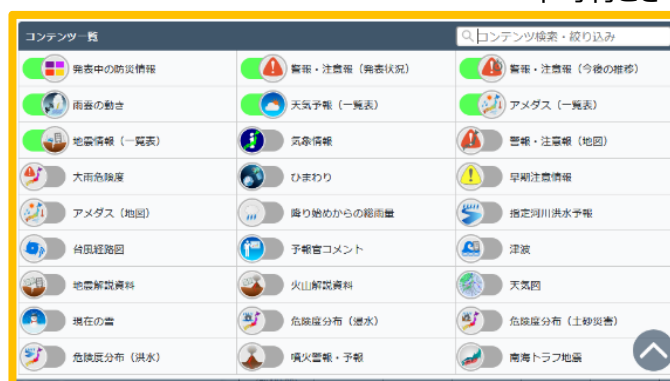 コンテンツ一覧 コンテンツ検索・絞り込み
発表中の防災情報 警報・注意報（発表状況） 警報・注意報（今後の推移）
雨雲の動き 天気予報（一覧表） アメダス（一覧表）
地震情報（一覧表） 気象情報 警報・注意報（地図）
大雨危険度 ひまわり 早期注意情報
アメダス（地図） 降り始めからの総雨量 指定河川洪水予報
台風経路図 予報官コメント 津波
地震解説資料 火山解説資料 天気図
現在の雪 危険度分布（浸水） 危険度分布（土砂災害）
危険度分布（洪水） 噴火警報・予報 南海トラフ地震